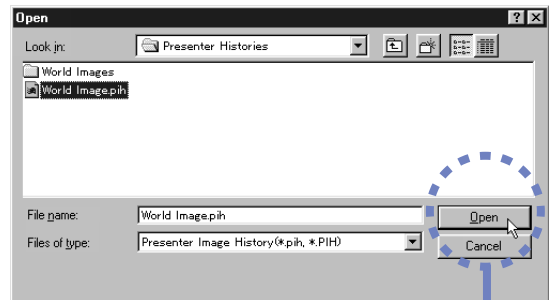 Open
Look in: Presenter Histories
World Images
World Image.pih
File name: World Image.pih Open
Files of type: Presenter Image History(*.pih, *.PIH) Cancel